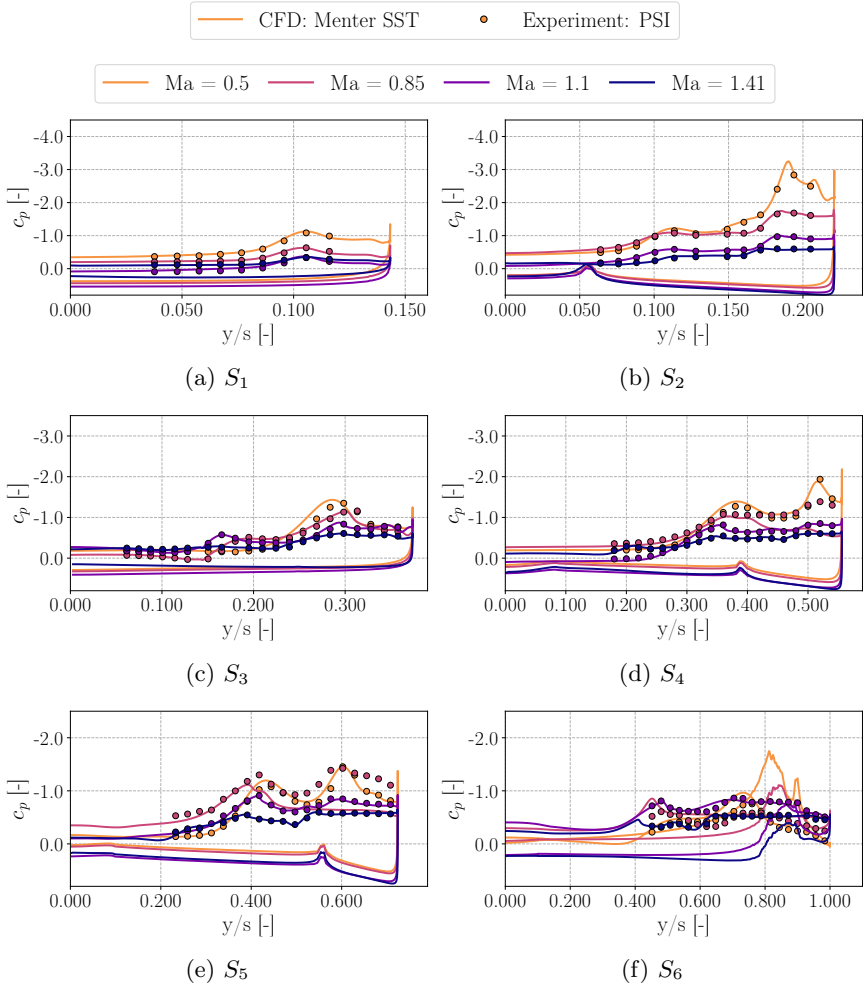 CFD: Menter SST Experiment: PSI
Ma = 0.5 Ma = 0.85 Ma = 1.1 Ma = 1.41
-4.0 -4.0
-3.0 -3.0
-2.0 -2.0
-1.0 -1.0
0.0 0.0
c_p [-] c_p [-]
0.000 0.050 0.100 0.150 0.000 0.050 0.100 0.150 0.200
y/s [-] y/s [-]
(a) S_1 (b) S_2
-3.0 -3.0
-2.0 -2.0
-1.0 -1.0
0.0 0.0
c_p [-] c_p [-]
0.000 0.100 0.200 0.300 0.000 0.100 0.200 0.300 0.400 0.500
y/s [-] y/s [-]
(c) S_3 (d) S_4
-2.0 -2.0
-1.0 -1.0
0.0 0.0
c_p [-] c_p [-]
0.000 0.200 0.400 0.600 0.000 0.200 0.400 0.600 0.800 1.000
y/s [-] y/s [-]
(e) S_5 (f) S_6